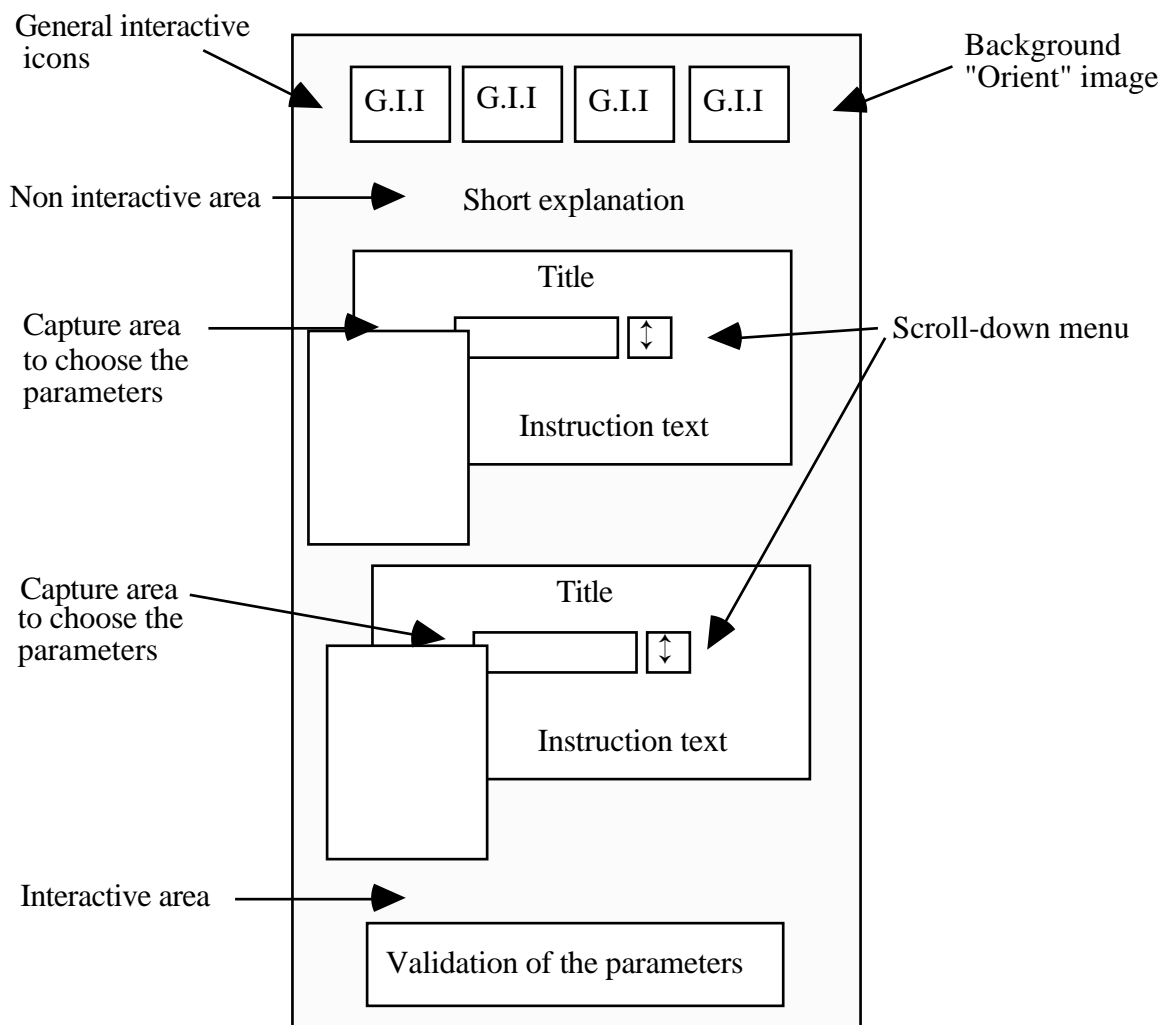 General interactive
icons
Background
"Orient" image
G.I.I
G.I.I
G.I.I
G.I.I
Non interactive area
Short explanation
Title
Capture area
to choose the
parameters
Scroll-down menu
Instruction text
Capture area
to choose the
parameters
Title
Instruction text
Interactive area
Validation of the parameters